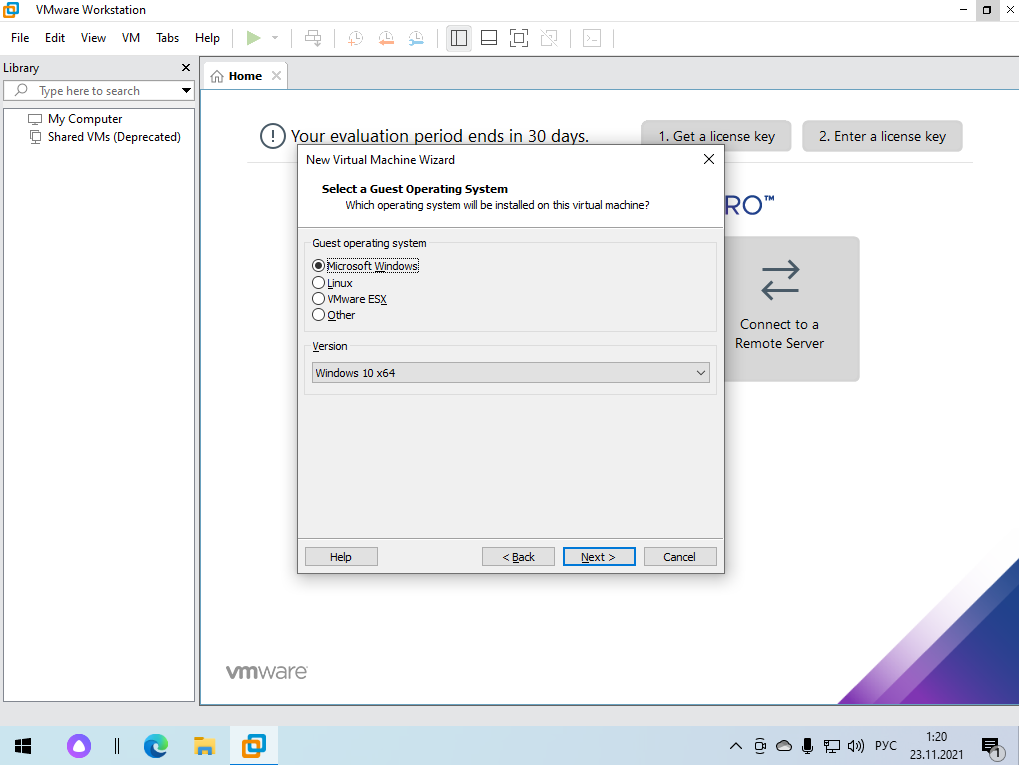 VMware Workstation
File Edit View VM Tabs Help
Library
Type here to search
My Computer
Shared VMs (Deprecated)
Home
Your evaluation period ends in 30 days.
1. Get a license key
2. Enter a license key
RO™
Connect to a
Remote Server
New Virtual Machine Wizard
Select a Guest Operating System
Which operating system will be installed on this virtual machine?
Guest operating system
Microsoft Windows
Linux
VMware ESX
Other
Version
Windows 10 x64
Help
< Back
Next >
Cancel
vmware
РУС
1:20
23.11.2021
1